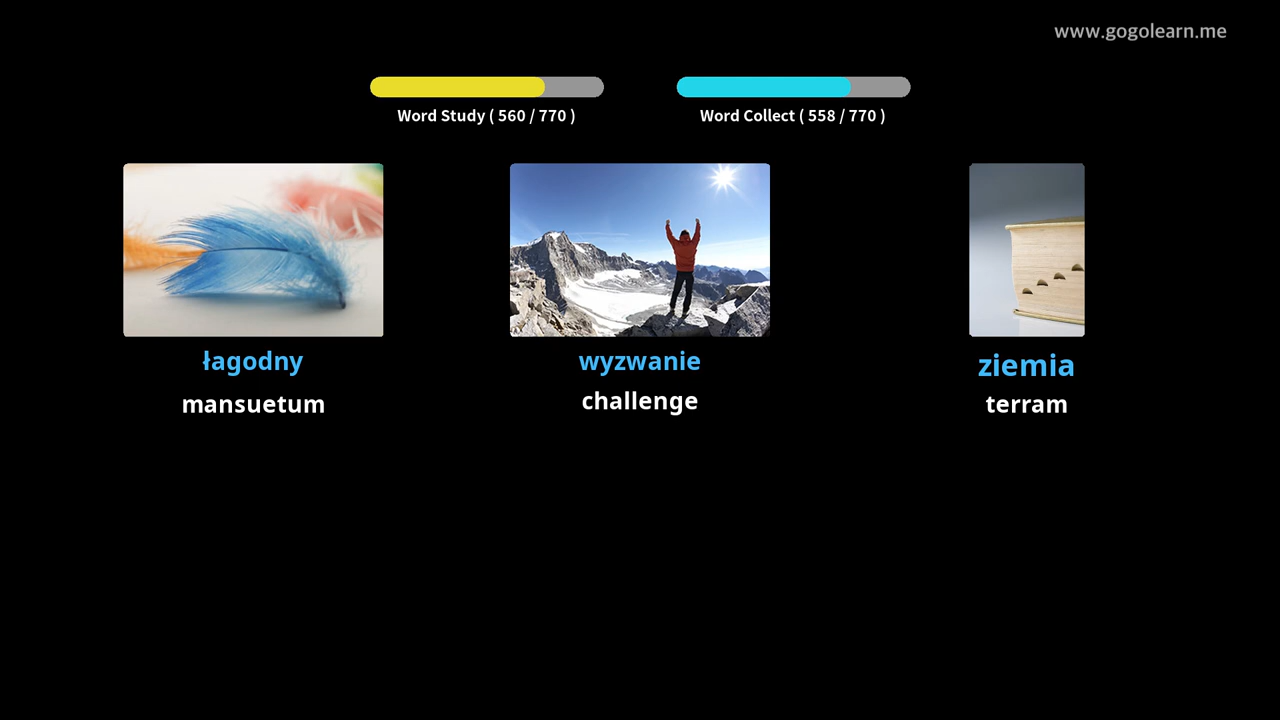 www.gogolearn.me
Word Study ( 560 / 770 )
Word Collect ( 558 / 770 )
łagodny
wyzwanie
ziemia
mansuetum
challenge
terram